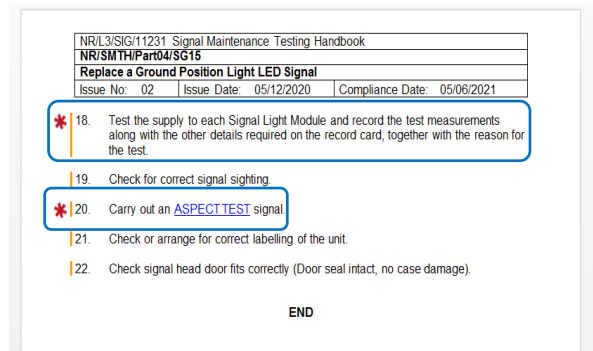 NR/L3/SIG/11231 Signal Maintenance Testing Handbook
NR/SMTH/Part04/SG15
Replace a Ground Position Light LED Signal
Issue No: 02 Issue Date: 05/12/2020 Compliance Date: 05/06/2021
* 18. Test the supply to each Signal Light Module and record the test measurements
along with the other details required on the record card, together with the reason for
the test.
19. Check for correct signal sighting.
* 20. Carry out an ASPECT TEST signal.
21. Check or arrange for correct labelling of the unit.
22. Check signal head door fits correctly (Door seal intact, no case damage).
END